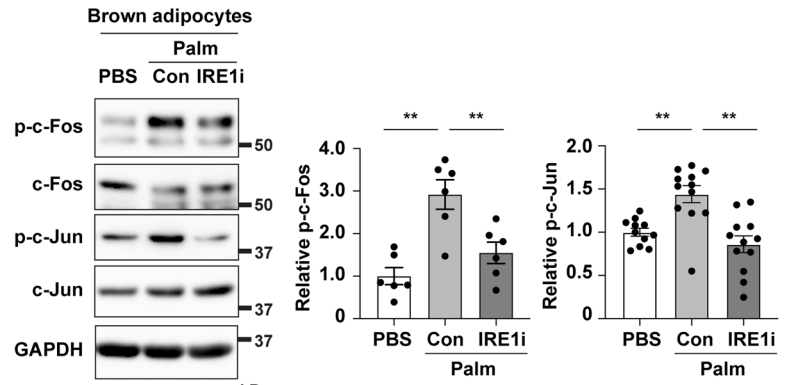 Brown adipocytes
Palm
PBS Con IRE1i
p-c-Fos
50
c-Fos
50
p-c-Jun
37
c-Jun
37
GAPDH
37
Relative p-c-Fos
4.0
3.0
2.0
1.0
0
** **
PBS Con IRE1i
Palm
Relative p-c-Jun
2.0
1.5
1.0
0.5
0
** **
PBS Con IRE1i
Palm